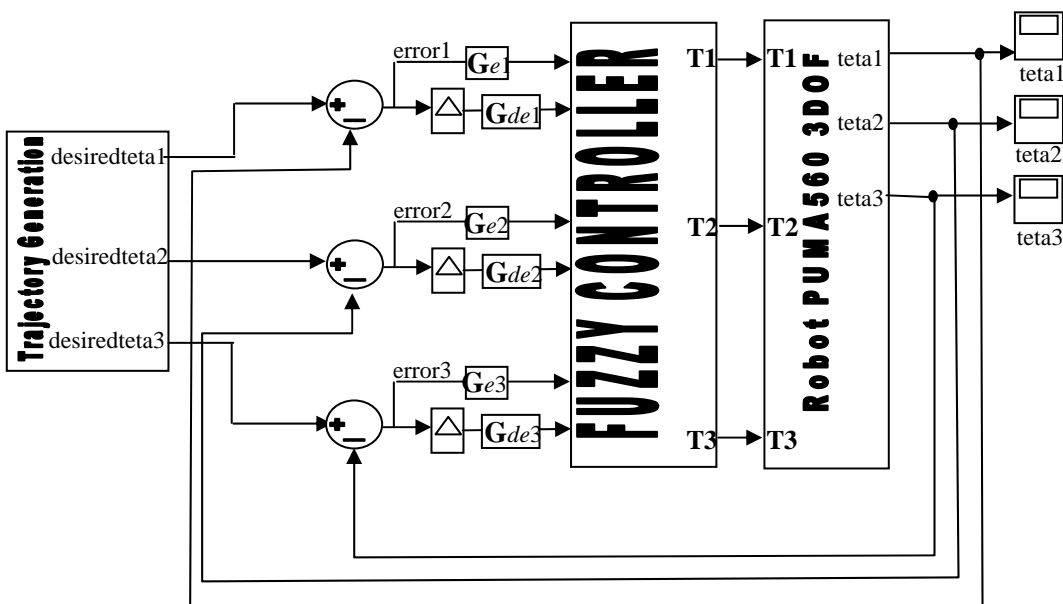 Trajectory Generation
desiredteta1
desiredteta2
desiredteta3
+
−
error1
Ge1
△
Gde1
+
−
error2
Ge2
△
Gde2
+
−
error3
Ge3
△
Gde3
FUZZY CONTROLLER
T1
T2
T3
Robot PUMA560 3DOF
T1
T2
T3
teta1
teta2
teta3
teta1
teta2
teta3